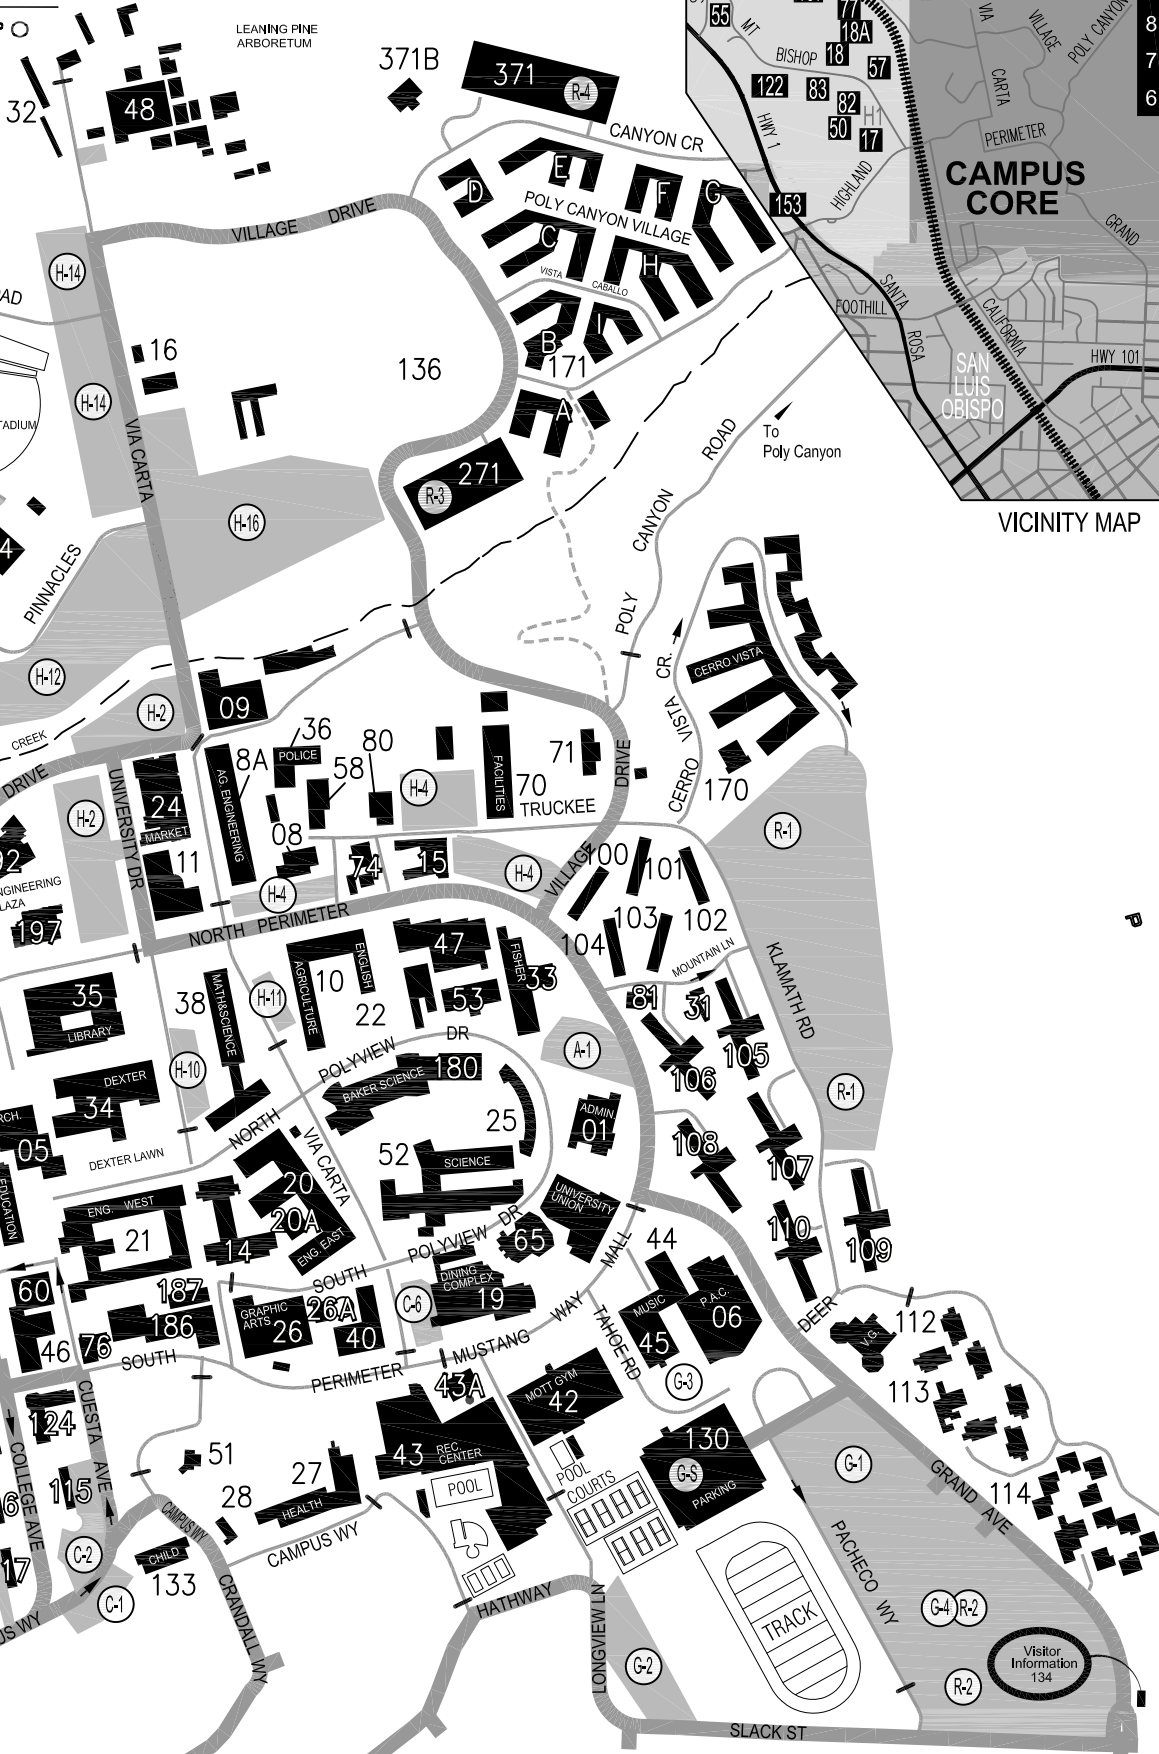 LEANING PINE
ARBORETUM
371B
371
R-4
32
48
CANYON CR
E
D
F
G
POLY CANYON VILLAGE
C
H
VISTA
CABALLO
B
I
171
A
VILLAGE DRIVE
H-14
16
H-14
136
VIA CARTA
271
R-3
H-16
PINNACLES
To
Poly Canyon
POLY CANYON ROAD
55
77
18A
MT
BISHOP
18
57
122
83
82
H1
50
17
HWY 1
HIGHLAND
153
VIA
CARTA
VILLAGE
POLY CANYON
PERIMETER
8
7
6
CAMPUS
CORE
GRAND
SANTA
ROSA
FOOTHILL
CALIFORNIA
HWY 101
SAN
LUIS
OBISPO
VICINITY MAP
H-12
H-2
CREEK
DRIVE
09
36
POLICE
80
8A
58
AG. ENGINEERING
H-4
FACILITIES
70
71
TRUCKEE
VILLAGE DRIVE
CERRO VISTA CR.
CERRO VISTA
170
R-1
H-2
UNIVERSITY DR
24
MARKET
11
08
74
15
H-4
H-4
100
101
102
103
104
MOUNTAIN LN
KLAMATH RD
197
NORTH PERIMETER
47
53
FISHER
33
35
LIBRARY
38
MATH&SCIENCE
H-11
AGRICULTURE
10
ENGLISH
22
POLYVIEW DR
NORTH
81
31
105
106
A-1
H-10
BAKER SCIENCE
180
R-1
DEXTER
34
05
DEXTER LAWN
VIA CARTA
25
ADMIN.
01
52
SCIENCE
108
107
EDUCATION
ENG. WEST
21
20
20A
ENG. EAST
14
UNIVERSITY
UNION
65
110
109
SOUTH POLYVIEW DR
MALL
44
DINING
COMPLEX
19
C-6
60
187
186
GRAPHIC
ARTS
26
26A
40
MUSIC
45
P.A.C.
06
46
76
SOUTH PERIMETER
MUSTANG WAY
TAHOE RD
G-3
DEER
V.G.
112
113
124
CUESTA AVE
43A
MOTT GYM
42
43
REC.
CENTER
POOL
POOL
COURTS
130
G-S
PARKING
G-1
GRAND AVE
114
COLLEGE AVE
115
51
27
HEALTH
28
CAMPUS WY
CAMPUS WY
CHILD
133
C-2
C-1
17
CRANDALL WY
HATHWAY
LONGVIEW LN
G-2
TRACK
PACHECO WY
G-4
R-2
R-2
Visitor
Information
134
SLACK ST